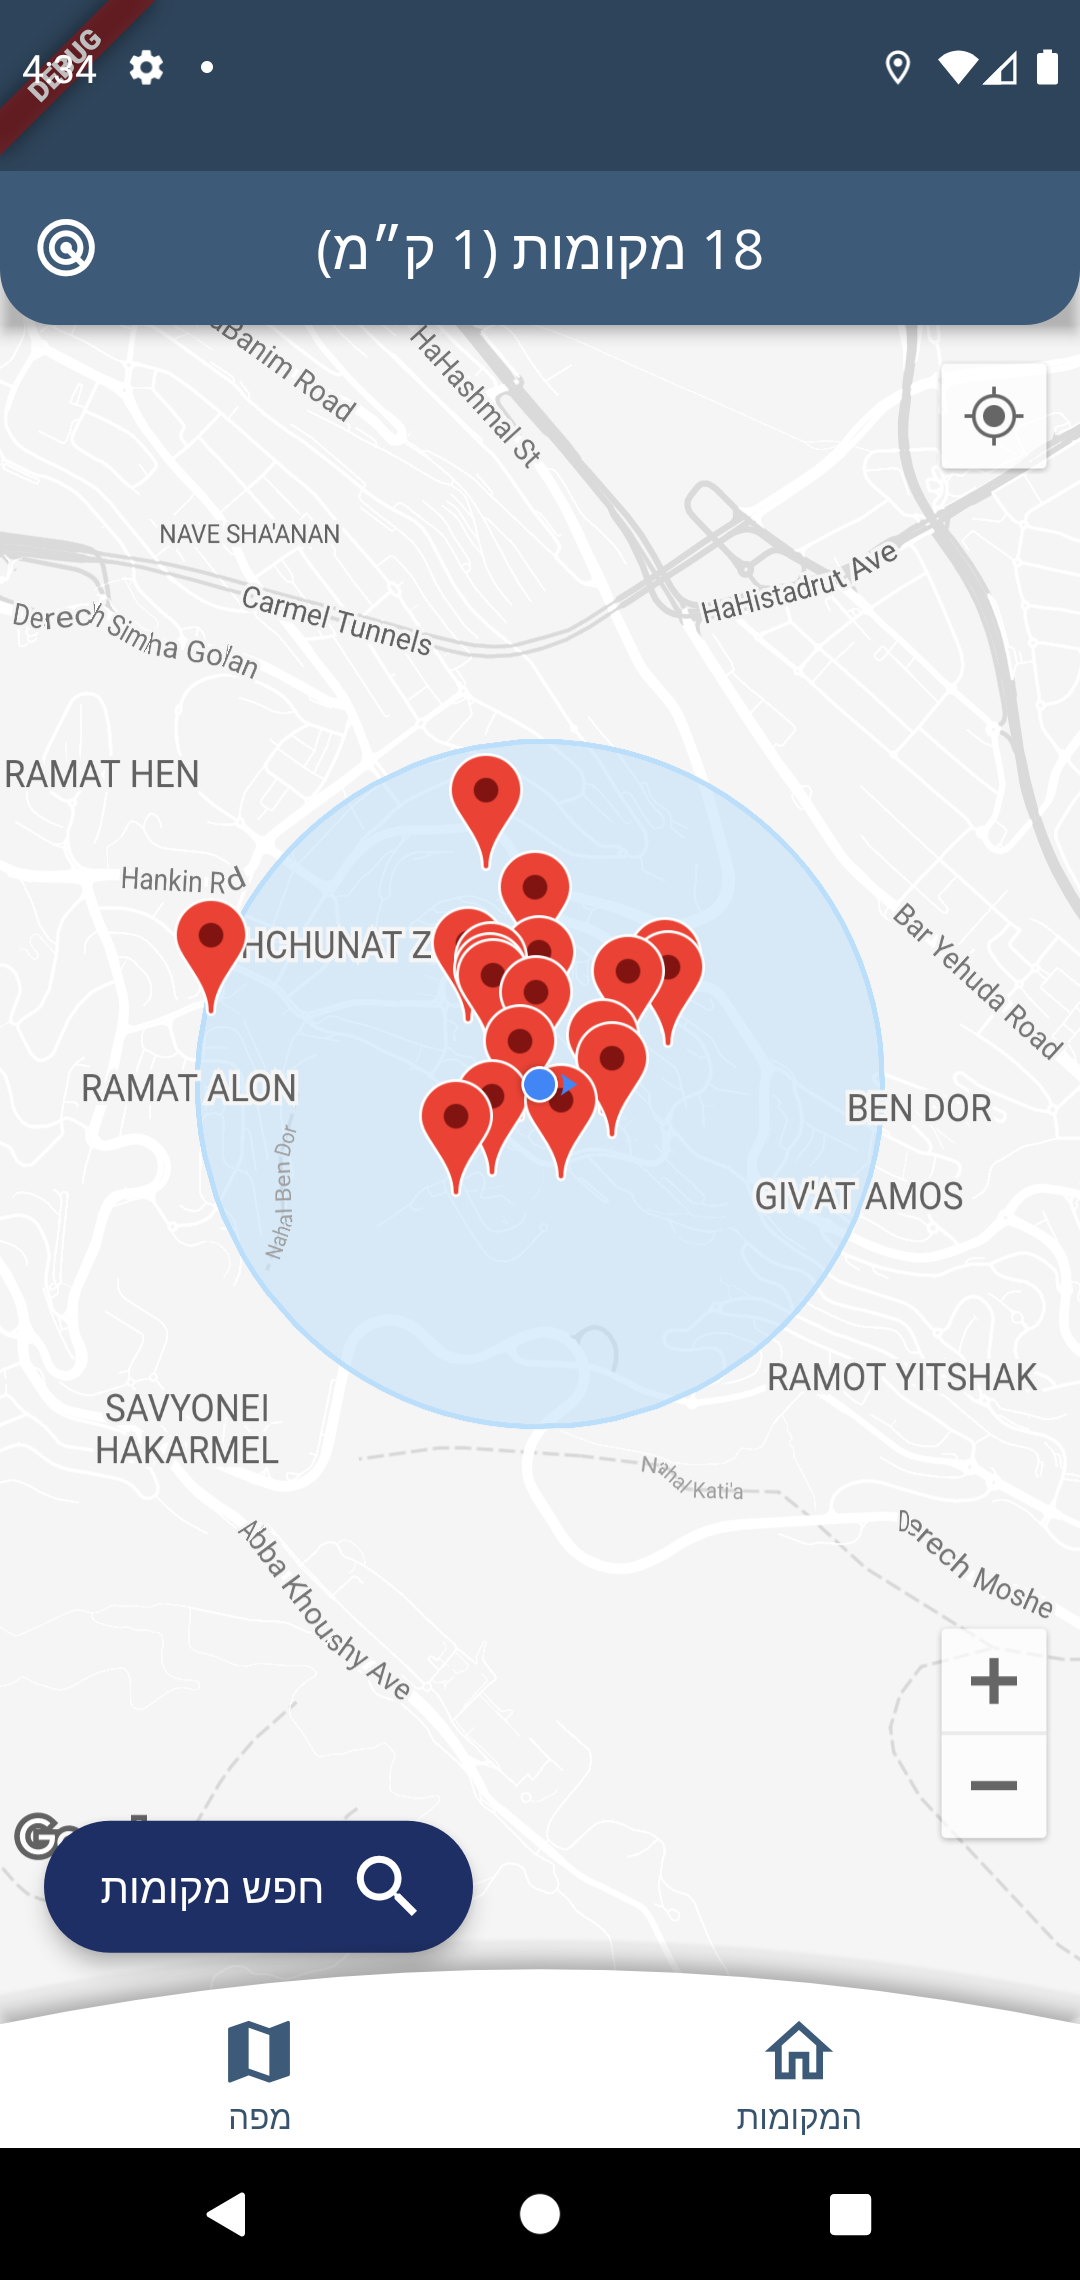 4:34
DEBUG
18 מקומות (1 ק״מ)
aBanim Road
HaHashmal St
NAVE SHA'ANAN
Carmel Tunnels
HaHistadrut Ave
Derech Simha Golan
RAMAT HEN
Hankin Rd
HCHUNAT Z
Bar Yehuda Road
RAMAT ALON
BEN DOR
Nahal Ben Dor
GIV'AT AMOS
RAMOT YITSHAK
SAVYONEI
HAKARMEL
Nahal Kati'a
Derech Moshe
Abba Khoushy Ave
חפש מקומות
מפה
המקומות